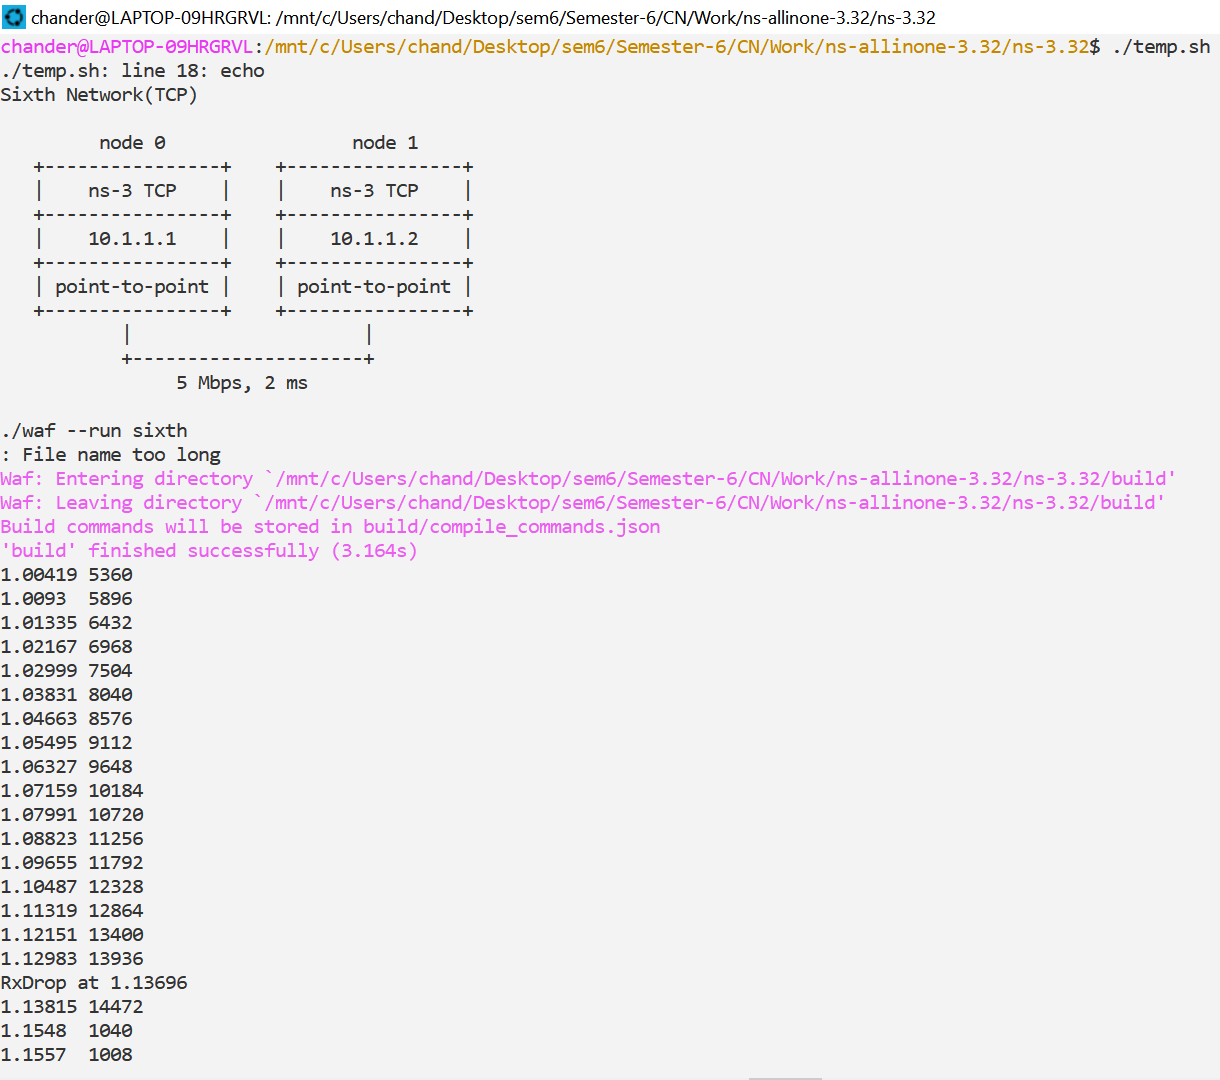 chander@LAPTOP-09HRGRVL: /mnt/c/Users/chand/Desktop/sem6/Semester-6/CN/Work/ns-allinone-3.32/ns-3.32
chander@LAPTOP-09HRGRVL:/mnt/c/Users/chand/Desktop/sem6/Semester-6/CN/Work/ns-allinone-3.32/ns-3.32$ ./temp.sh
./temp.sh: line 18: echo
Sixth Network(TCP)

         node 0                 node 1
   +----------------+    +----------------+
   |    ns-3 TCP    |    |    ns-3 TCP    |
   +----------------+    +----------------+
   |    10.1.1.1    |    |    10.1.1.2    |
   +----------------+    +----------------+
   | point-to-point |    | point-to-point |
   +----------------+    +----------------+
           |                     |
           +---------------------+
                5 Mbps, 2 ms

./waf --run sixth
: File name too long
Waf: Entering directory `/mnt/c/Users/chand/Desktop/sem6/Semester-6/CN/Work/ns-allinone-3.32/ns-3.32/build'
Waf: Leaving directory `/mnt/c/Users/chand/Desktop/sem6/Semester-6/CN/Work/ns-allinone-3.32/ns-3.32/build'
Build commands will be stored in build/compile_commands.json
'build' finished successfully (3.164s)
1.00419 5360
1.0093  5896
1.01335 6432
1.02167 6968
1.02999 7504
1.03831 8040
1.04663 8576
1.05495 9112
1.06327 9648
1.07159 10184
1.07991 10720
1.08823 11256
1.09655 11792
1.10487 12328
1.11319 12864
1.12151 13400
1.12983 13936
RxDrop at 1.13696
1.13815 14472
1.1548  1040
1.1557  1008